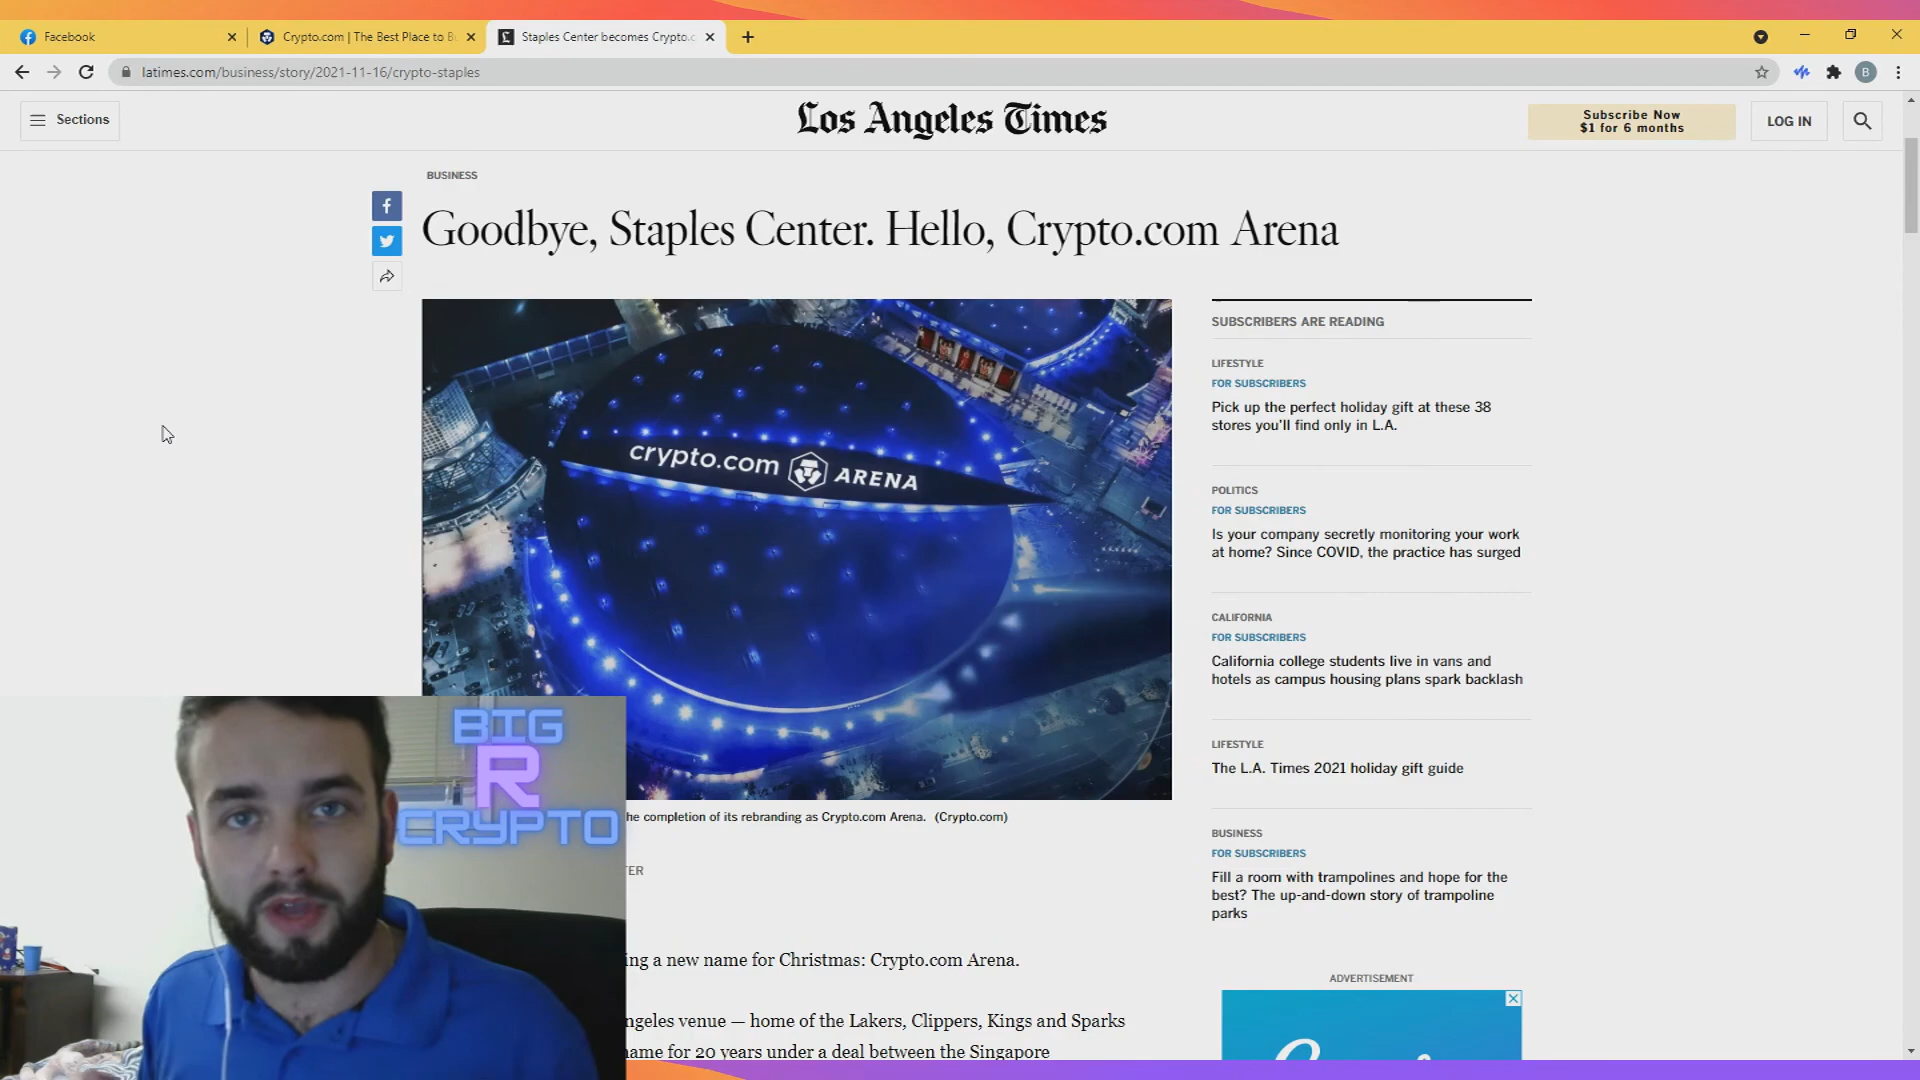 Facebook
Crypto.com | The Best Place to B
Staples Center becomes Crypto.c
latimes.com/business/story/2021-11-16/crypto-staples
B
Sections
Los Angeles Times
Subscribe Now
$1 for 6 months
LOG IN
BUSINESS
Goodbye, Staples Center. Hello, Crypto.com Arena
crypto.com ARENA
he completion of its rebranding as Crypto.com Arena. (Crypto.com)
TER
ing a new name for Christmas: Crypto.com Arena.
ngeles venue — home of the Lakers, Clippers, Kings and Sparks
name for 20 years under a deal between the Singapore
SUBSCRIBERS ARE READING
LIFESTYLE
FOR SUBSCRIBERS
Pick up the perfect holiday gift at these 38
stores you'll find only in L.A.
POLITICS
FOR SUBSCRIBERS
Is your company secretly monitoring your work
at home? Since COVID, the practice has surged
CALIFORNIA
FOR SUBSCRIBERS
California college students live in vans and
hotels as campus housing plans spark backlash
LIFESTYLE
The L.A. Times 2021 holiday gift guide
BUSINESS
FOR SUBSCRIBERS
Fill a room with trampolines and hope for the
best? The up-and-down story of trampoline
parks
ADVERTISEMENT
BIG
R
CRYPTO